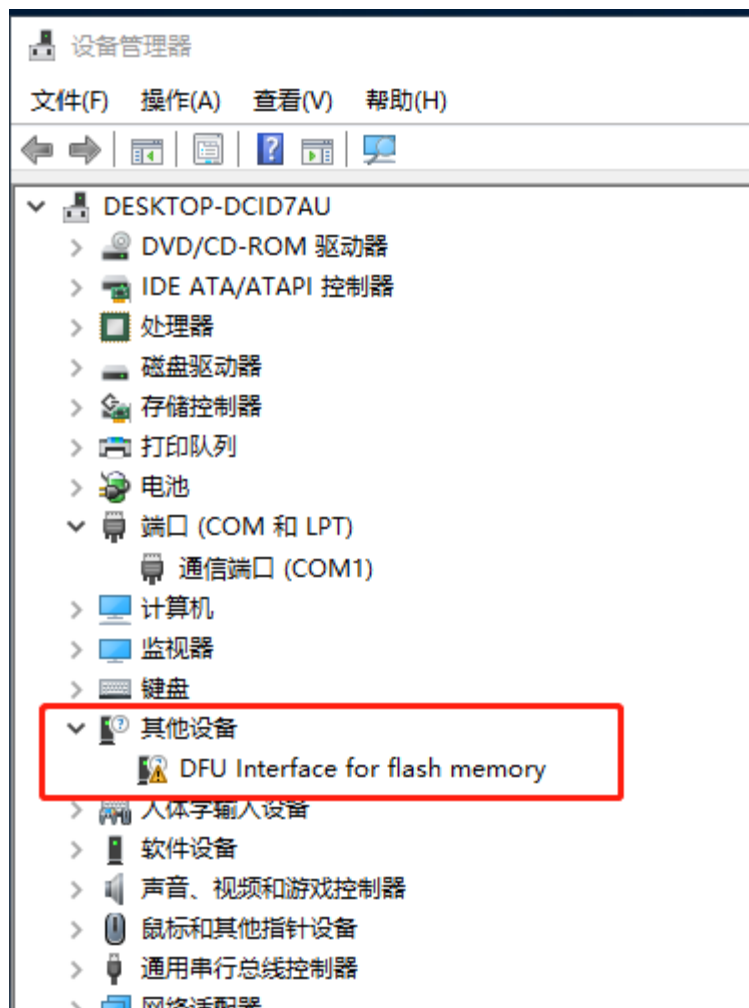 设备管理器
文件(F) 操作(A) 查看(V) 帮助(H)
DESKTOP-DCID7AU
DVD/CD-ROM 驱动器
IDE ATA/ATAPI 控制器
处理器
磁盘驱动器
存储控制器
打印队列
电池
端口 (COM 和 LPT)
通信端口 (COM1)
计算机
监视器
键盘
其他设备
DFU Interface for flash memory
人体学输入设备
软件设备
声音、视频和游戏控制器
鼠标和其他指针设备
通用串行总线控制器
网络适配器